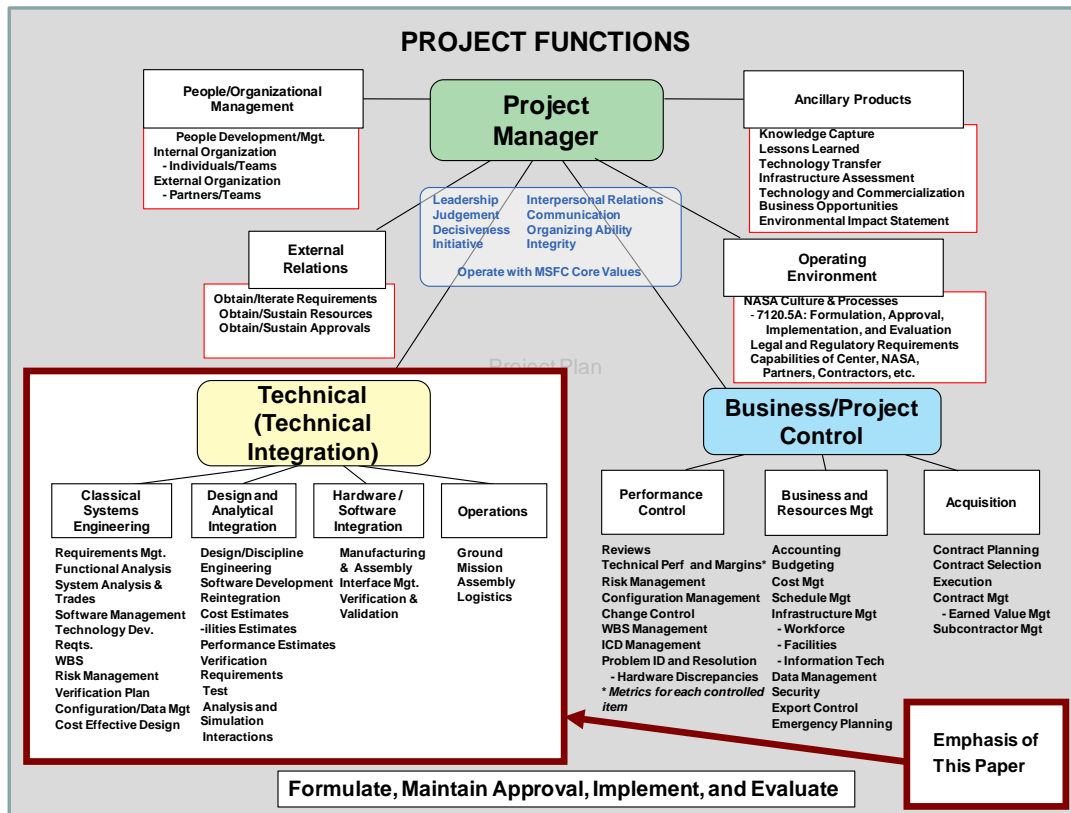 PROJECT FUNCTIONS
People/Organizational
Management
People Development/Mgt.
Internal Organization
- Individuals/Teams
External Organization
- Partners/Teams
Project
Manager
Ancillary Products
Knowledge Capture
Lessons Learned
Technology Transfer
Infrastructure Assessment
Technology and Commercialization
Business Opportunities
Environmental Impact Statement
Leadership Interpersonal Relations
Judgement Communication
Decisiveness Organizing Ability
Initiative Integrity
Operate with MSFC Core Values
External
Relations
Obtain/Iterate Requirements
Obtain/Sustain Resources
Obtain/Sustain Approvals
Operating
Environment
NASA Culture & Processes
- 7120.5A: Formulation, Approval,
Implementation, and Evaluation
Legal and Regulatory Requirements
Capabilities of Center, NASA,
Partners, Contractors, etc.
Project Plan
Technical
(Technical
Integration)
Classical
Systems
Engineering
Requirements Mgt.
Functional Analysis
System Analysis &
Trades
Software Management
Technology Dev.
Reqts.
WBS
Risk Management
Verification Plan
Configuration/Data Mgt
Cost Effective Design
Design and
Analytical
Integration
Design/Discipline
Engineering
Software Development
Reintegration
Cost Estimates
-ilities Estimates
Performance Estimates
Verification
Requirements
Test
Analysis and
Simulation
Interactions
Hardware /
Software
Integration
Manufacturing
& Assembly
Interface Mgt.
Verification &
Validation
Operations
Ground
Mission
Assembly
Logistics
Business/Project
Control
Performance
Control
Reviews
Technical Perf and Margins*
Risk Management
Configuration Management
Change Control
WBS Management
ICD Management
Problem ID and Resolution
- Hardware Discrepancies
* Metrics for each controlled
item
Business and
Resources Mgt
Accounting
Budgeting
Cost Mgt
Schedule Mgt
Infrastructure Mgt
- Workforce
- Facilities
- Information Tech
Data Management
Security
Export Control
Emergency Planning
Acquisition
Contract Planning
Contract Selection
Execution
Contract Mgt
- Earned Value Mgt
Subcontractor Mgt
Emphasis of
This Paper
Formulate, Maintain Approval, Implement, and Evaluate